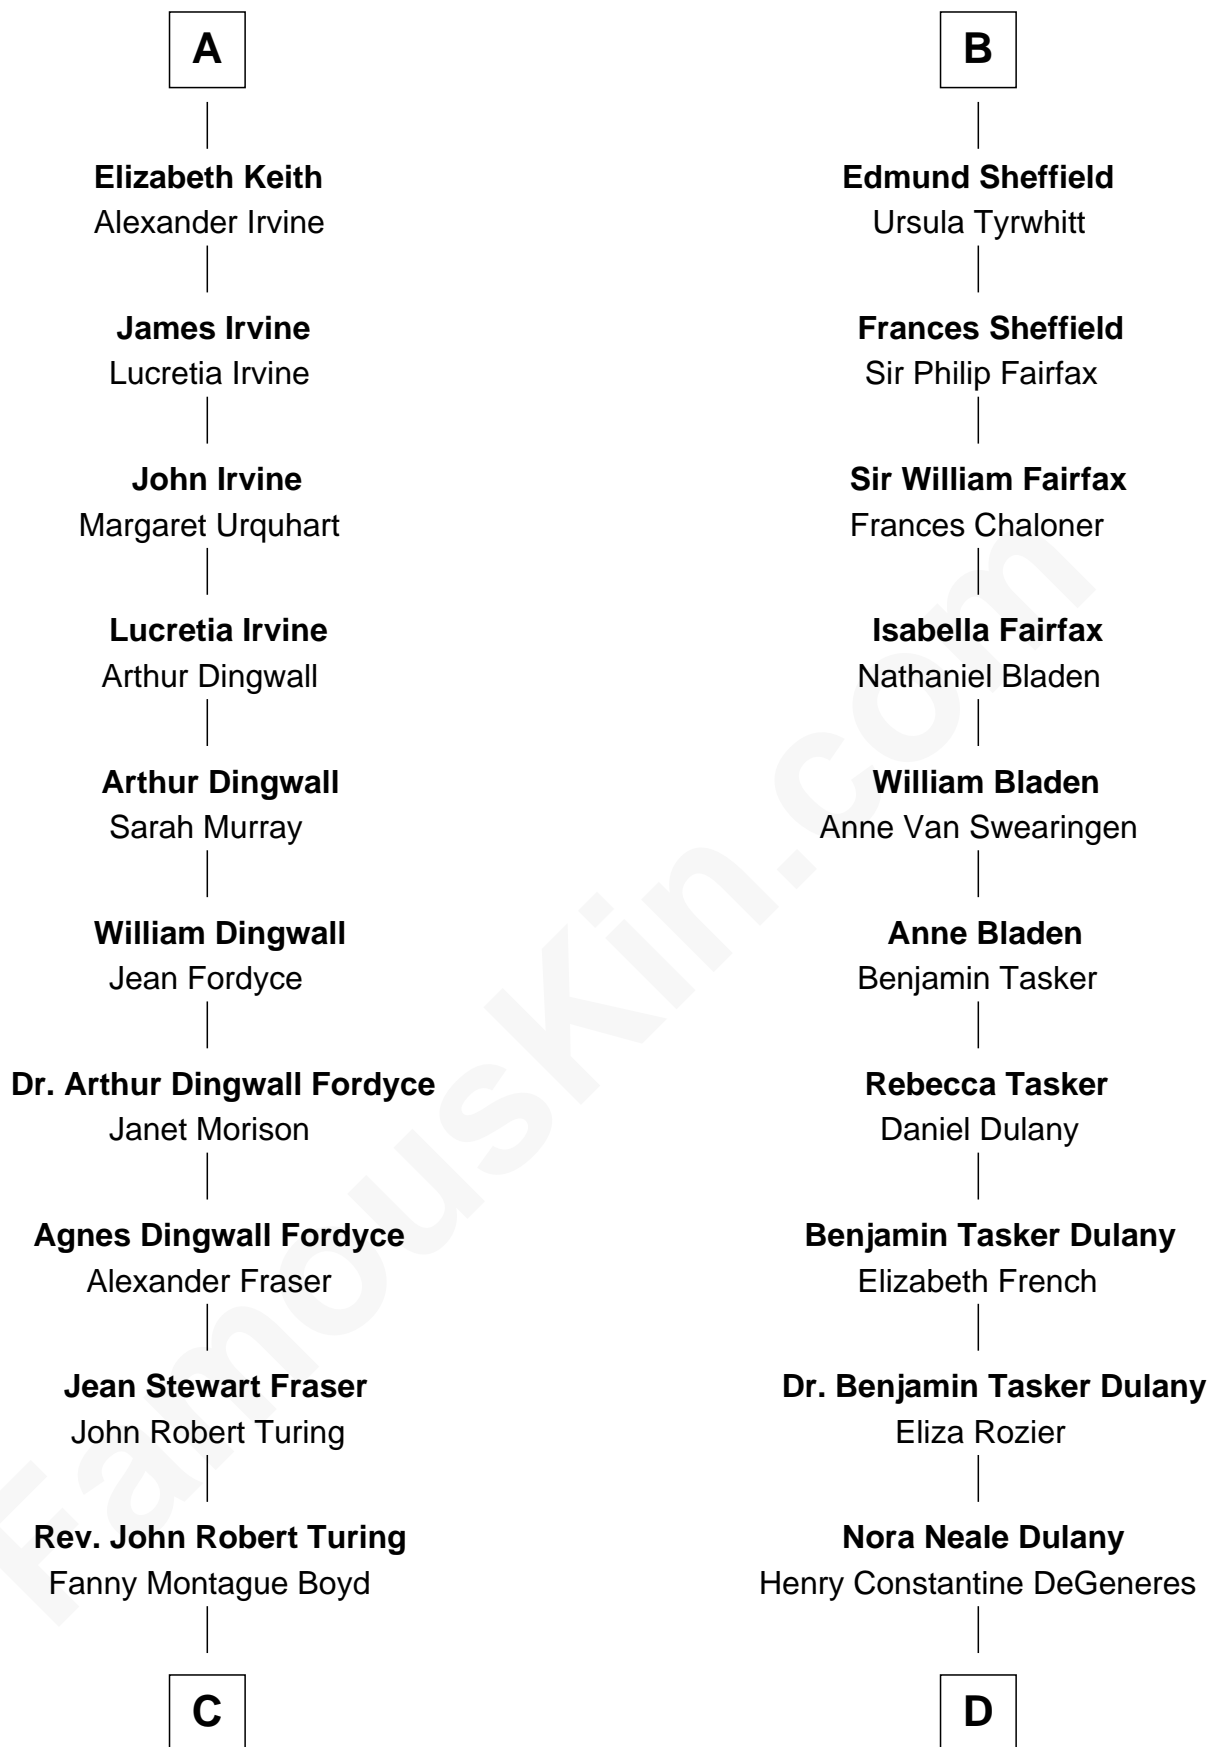 A
Elizabeth Keith
Alexander Irvine
James Irvine
Lucretia Irvine
John Irvine
Margaret Urquhart
Lucretia Irvine
Arthur Dingwall
Arthur Dingwall
Sarah Murray
William Dingwall
Jean Fordyce
Dr. Arthur Dingwall Fordyce
Janet Morison
Agnes Dingwall Fordyce
Alexander Fraser
Jean Stewart Fraser
John Robert Turing
Rev. John Robert Turing
Fanny Montague Boyd
C
B
Edmund Sheffield
Ursula Tyrwhitt
Frances Sheffield
Sir Philip Fairfax
Sir William Fairfax
Frances Chaloner
Isabella Fairfax
Nathaniel Bladen
William Bladen
Anne Van Swearingen
Anne Bladen
Benjamin Tasker
Rebecca Tasker
Daniel Dulany
Benjamin Tasker Dulany
Elizabeth French
Dr. Benjamin Tasker Dulany
Eliza Rozier
Nora Neale Dulany
Henry Constantine DeGeneres
D
FamousKin.com